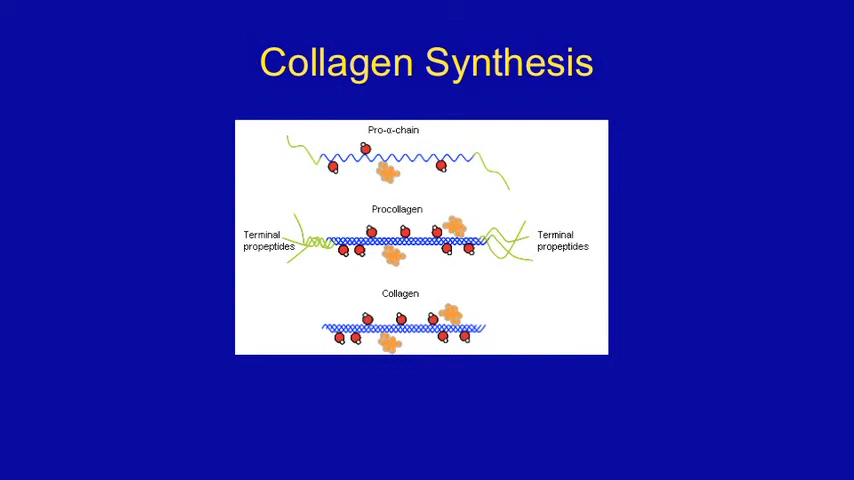 Collagen Synthesis
Pro-α-chain
Procollagen
Terminal
propeptides
Terminal
propeptides
Collagen